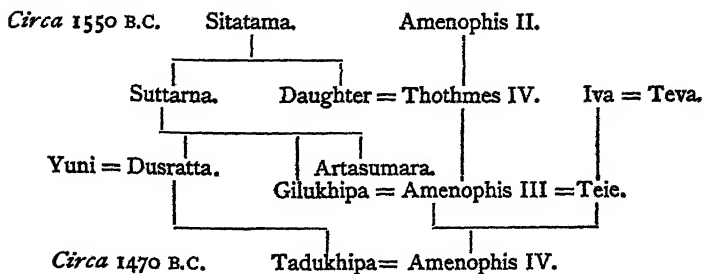 Circa 1550 B.C. Sitatama. Amenophis II.
Suttarna. Daughter = Thothmes IV. Iva = Teva.
Yuni = Dusratta. Artasumara.
Gilukhipa = Amenophis III = Teie.
Circa 1470 B.C. Tadukhipa = Amenophis IV.